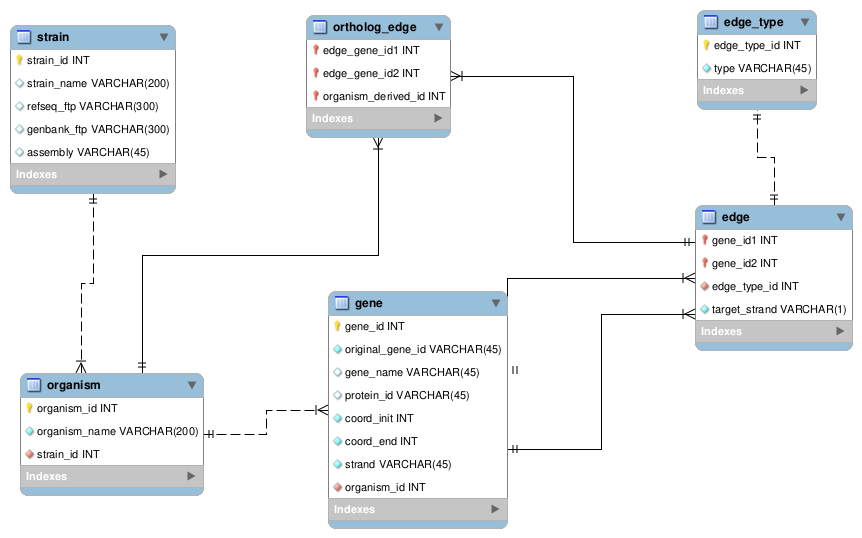 strain
strain_id INT
strain_name VARCHAR(200)
refseq_ftp VARCHAR(300)
genbank_ftp VARCHAR(300)
assembly VARCHAR(45)
Indexes
ortholog_edge
edge_gene_id1 INT
edge_gene_id2 INT
organism_derived_id INT
Indexes
edge_type
edge_type_id INT
type VARCHAR(45)
Indexes
edge
gene_id1 INT
gene_id2 INT
edge_type_id INT
target_strand VARCHAR(1)
Indexes
gene
gene_id INT
original_gene_id VARCHAR(45)
gene_name VARCHAR(45)
protein_id VARCHAR(45)
coord_init INT
coord_end INT
strand VARCHAR(45)
organism_id INT
Indexes
organism
organism_id INT
organism_name VARCHAR(200)
strain_id INT
Indexes